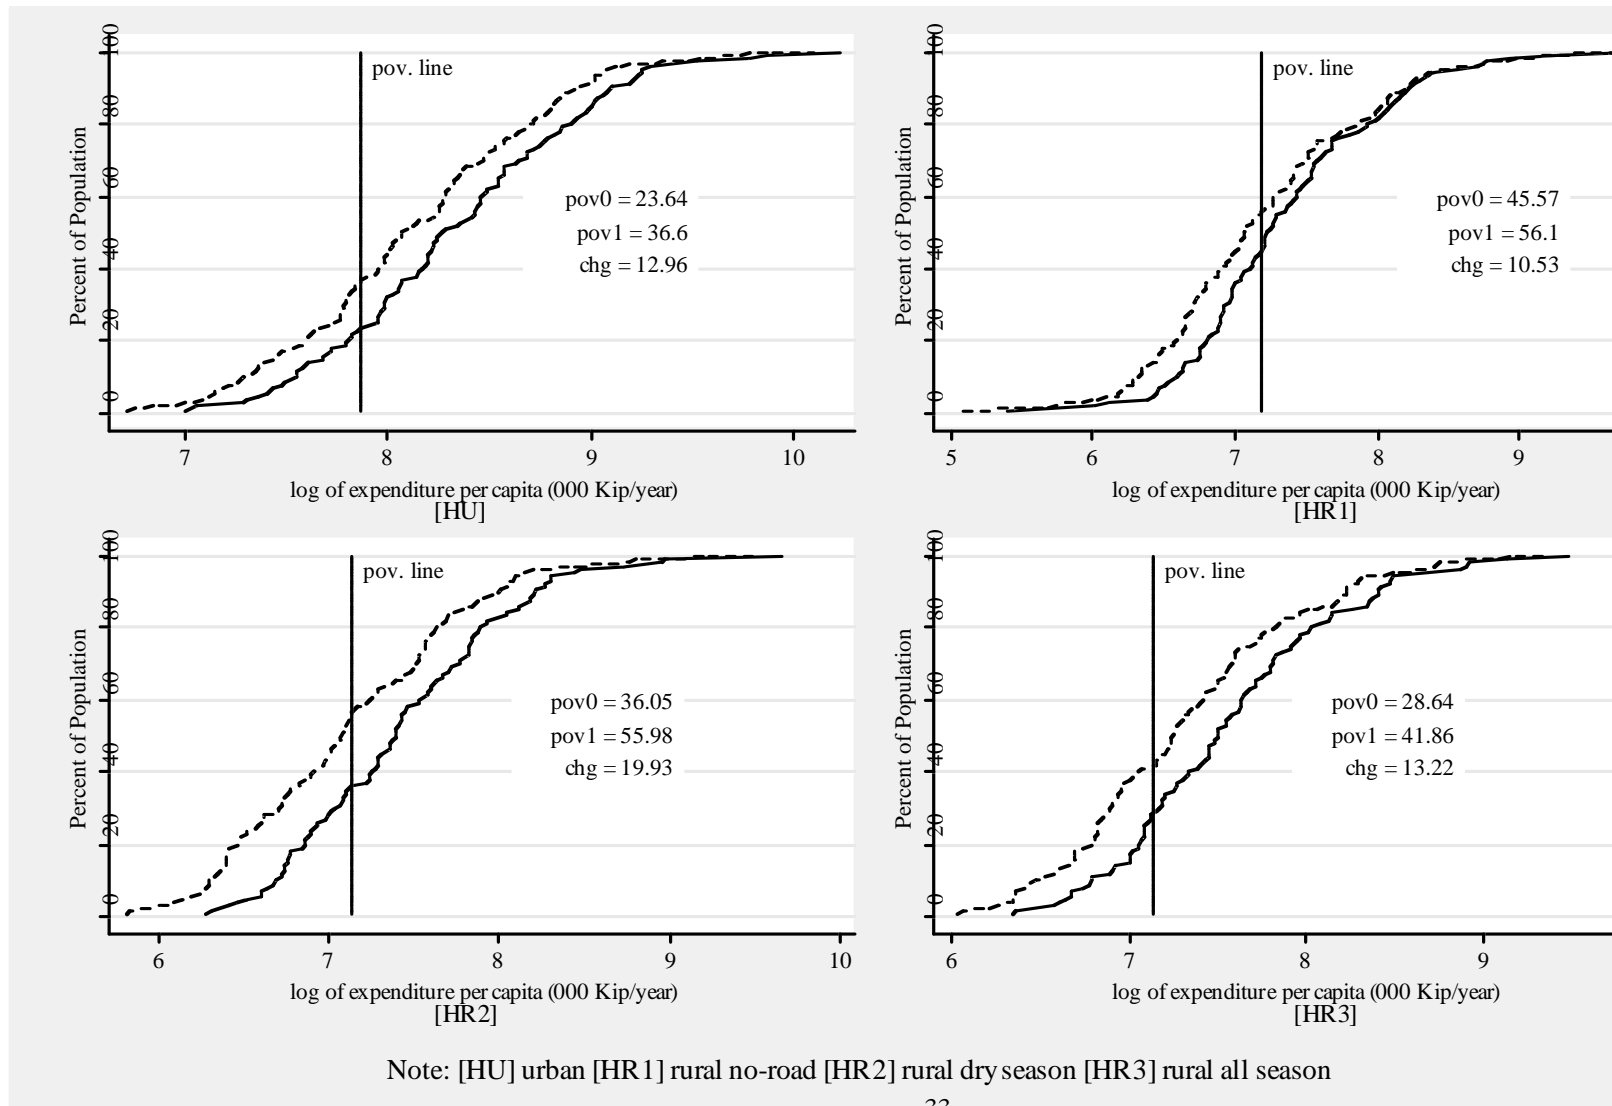 100
80
60
40
20
0
Percent of Population
pov. line
pov0 = 23.64
pov1 = 36.6
chg = 12.96
7 8 9 10
log of expenditure per capita (000 Kip/year)
[HU]
100
80
60
40
20
0
Percent of Population
pov. line
pov0 = 45.57
pov1 = 56.1
chg = 10.53
5 6 7 8 9
log of expenditure per capita (000 Kip/year)
[HR1]
100
80
60
40
20
0
Percent of Population
pov. line
pov0 = 36.05
pov1 = 55.98
chg = 19.93
6 7 8 9 10
log of expenditure per capita (000 Kip/year)
[HR2]
100
80
60
40
20
0
Percent of Population
pov. line
pov0 = 28.64
pov1 = 41.86
chg = 13.22
6 7 8 9
log of expenditure per capita (000 Kip/year)
[HR3]
Note: [HU] urban [HR1] rural no-road [HR2] rural dry season [HR3] rural all season